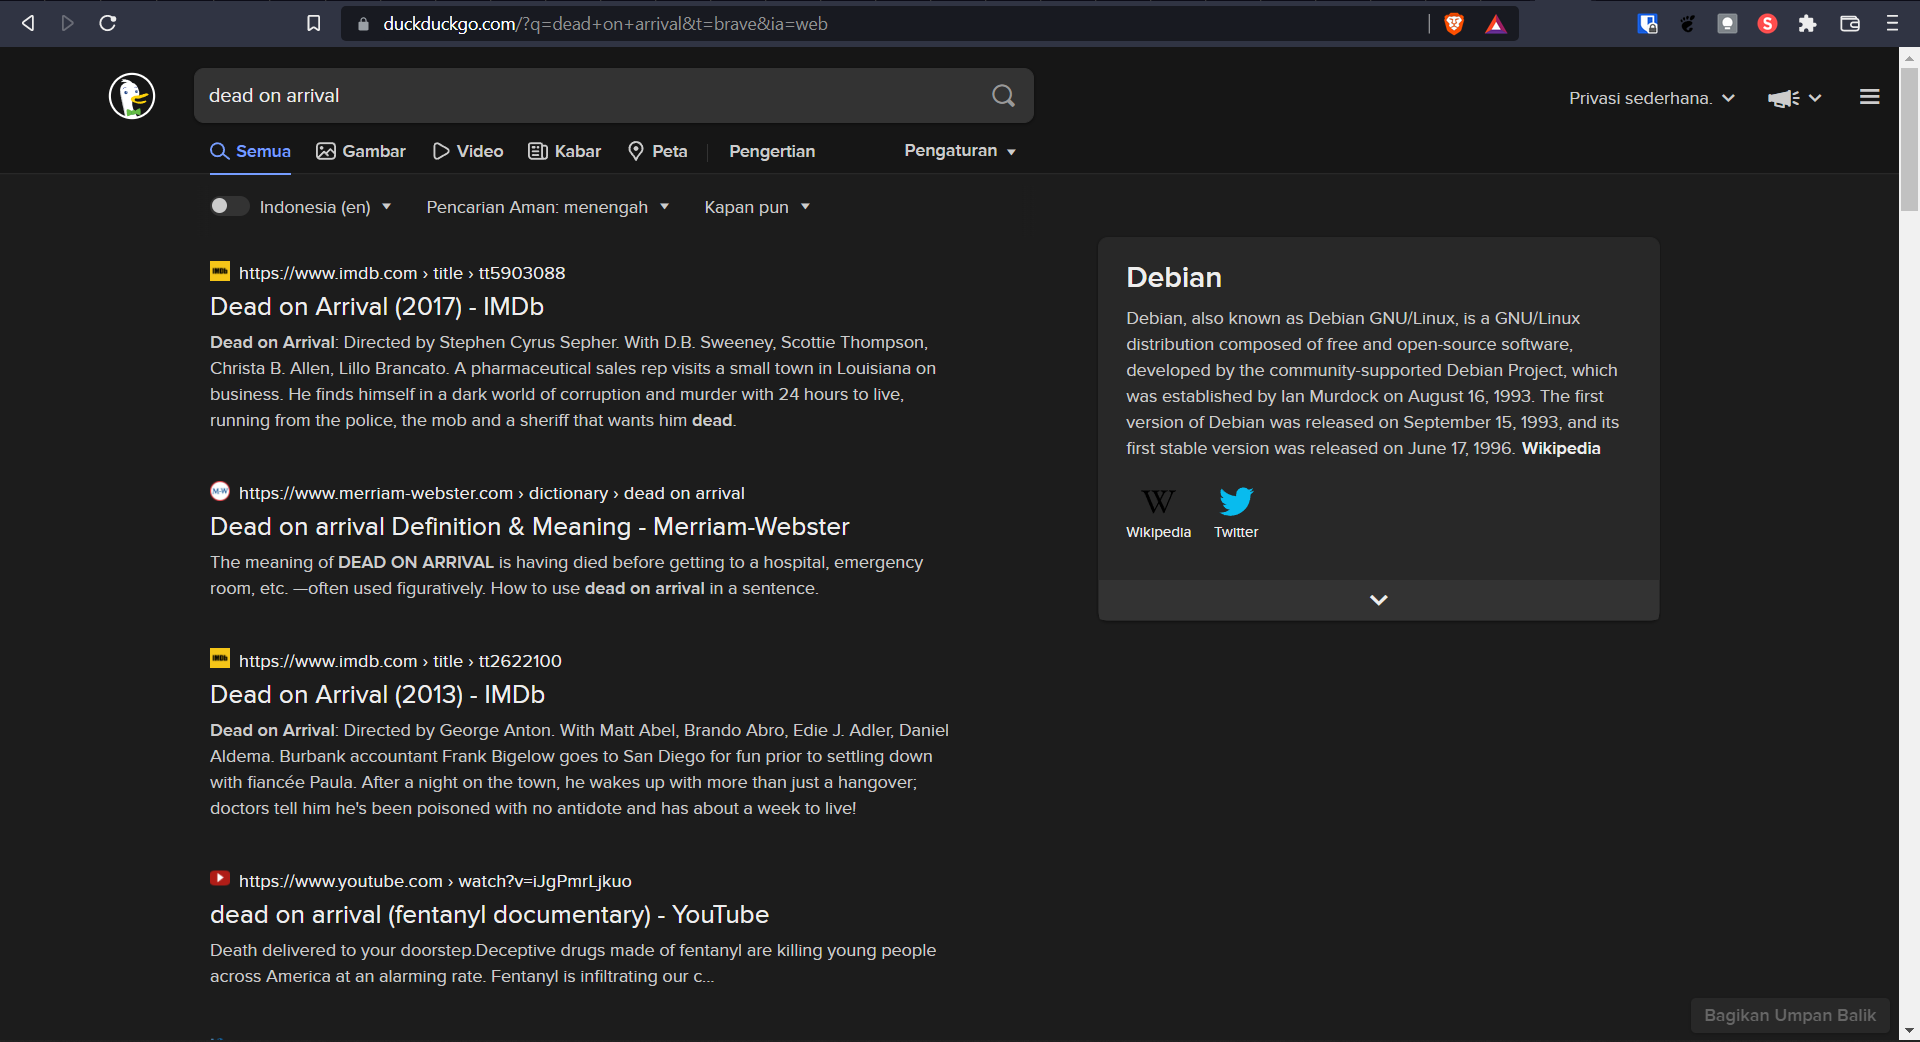 duckduckgo.com/?q=dead+on+arrival&t=brave&ia=web
S
dead on arrival
Privasi sederhana.
Semua
Gambar
Video
Kabar
Peta
Pengertian
Pengaturan
Indonesia (en)
Pencarian Aman: menengah
Kapan pun
IMDb
https://www.imdb.com › title › tt5903088
Dead on Arrival (2017) - IMDb
Dead on Arrival: Directed by Stephen Cyrus Sepher. With D.B. Sweeney, Scottie Thompson,
Christa B. Allen, Lillo Brancato. A pharmaceutical sales rep visits a small town in Louisiana on
business. He finds himself in a dark world of corruption and murder with 24 hours to live,
running from the police, the mob and a sheriff that wants him dead.
M-W
https://www.merriam-webster.com › dictionary › dead on arrival
Dead on arrival Definition & Meaning - Merriam-Webster
The meaning of DEAD ON ARRIVAL is having died before getting to a hospital, emergency
room, etc. —often used figuratively. How to use dead on arrival in a sentence.
IMDb
https://www.imdb.com › title › tt2622100
Dead on Arrival (2013) - IMDb
Dead on Arrival: Directed by George Anton. With Matt Abel, Brando Abro, Edie J. Adler, Daniel
Aldema. Burbank accountant Frank Bigelow goes to San Diego for fun prior to settling down
with fiancée Paula. After a night on the town, he wakes up with more than just a hangover;
doctors tell him he's been poisoned with no antidote and has about a week to live!
https://www.youtube.com › watch?v=iJgPmrLjkuo
dead on arrival (fentanyl documentary) - YouTube
Death delivered to your doorstep.Deceptive drugs made of fentanyl are killing young people
across America at an alarming rate. Fentanyl is infiltrating our c...
Debian
Debian, also known as Debian GNU/Linux, is a GNU/Linux
distribution composed of free and open-source software,
developed by the community-supported Debian Project, which
was established by Ian Murdock on August 16, 1993. The first
version of Debian was released on September 15, 1993, and its
first stable version was released on June 17, 1996. Wikipedia
W
Wikipedia
Twitter
Bagikan Umpan Balik